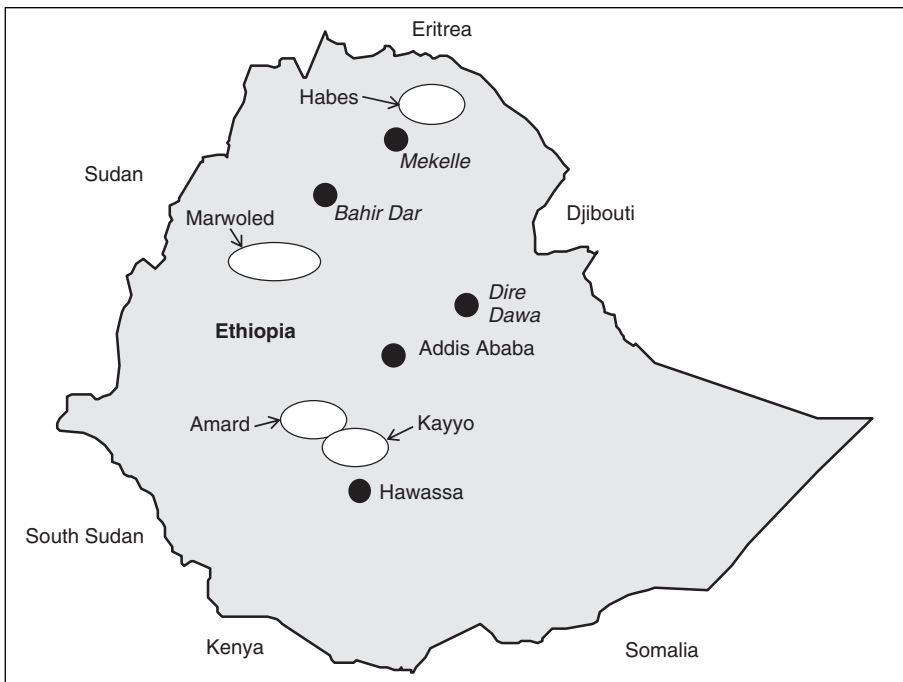 Eritrea
Habes
Mekelle
Sudan
Bahir Dar
Marwoled
Djibouti
Dire
Dawa
Ethiopia
Addis Ababa
Amard
Kayyo
Hawassa
South Sudan
Kenya
Somalia